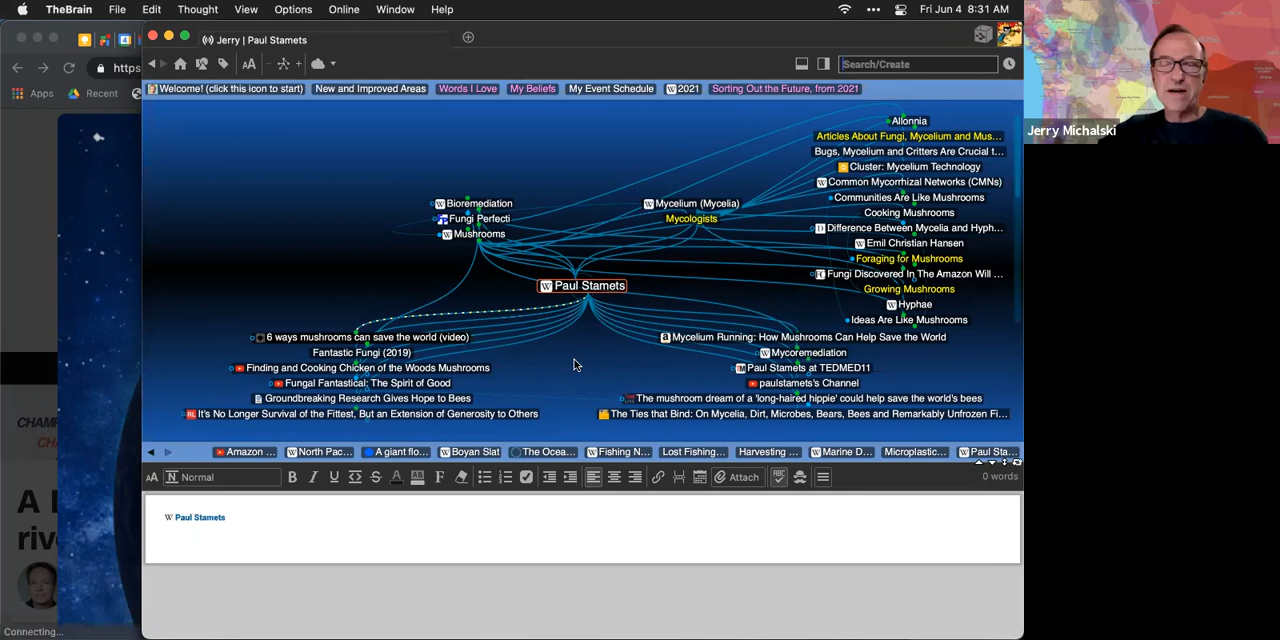 TheBrain File Edit Thought View Options Online Window Help Fri Jun 4 8:31 AM
Jerry | Paul Stamets
https
AA
Search/Create
Apps Recent
Welcome! (click this icon to start) New and Improved Areas Words I Love My Beliefs My Event Schedule W 2021 Sorting Out the Future, from 2021
Allonnia
Articles About Fungi, Mycelium and Mus...
Bugs, Mycelium and Critters Are Crucial t...
Cluster: Mycelium Technology
W Common Mycorrhizal Networks (CMNs)
Communities Are Like Mushrooms
Cooking Mushrooms
Difference Between Mycelia and Hyph...
W Emil Christian Hansen
Foraging for Mushrooms
Fungi Discovered In The Amazon Will ...
Growing Mushrooms
W Hyphae
Ideas Are Like Mushrooms
W Bioremediation
Fungi Perfecti
W Mushrooms
W Mycelium (Mycelia)
Mycologists
W Paul Stamets
6 ways mushrooms can save the world (video)
Fantastic Fungi (2019)
Finding and Cooking Chicken of the Woods Mushrooms
Fungal Fantastical: The Spirit of Good
Groundbreaking Research Gives Hope to Bees
RL It's No Longer Survival of the Fittest, But an Extension of Generosity to Others
a Mycelium Running: How Mushrooms Can Help Save the World
W Mycoremediation
Paul Stamets at TEDMED11
paulstamets's Channel
The mushroom dream of a 'long-haired hippie' could help save the world's bees
The Ties that Bind: On Mycelia, Dirt, Microbes, Bears, Bees and Remarkably Unfrozen Fi...
Amazon ... W North Pac... A giant flo... W Boyan Slat The Ocea... W Fishing N... Lost Fishing... Harvesting ... W Marine D... Microplastic... W Paul Sta...
AA N Normal B I U S A AB F Attach ABC 0 words
W Paul Stamets
CHAMP
CH
A
riv
Connecting...
Jerry Michalski